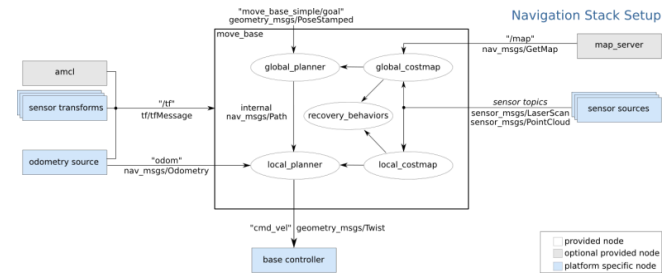 Navigation Stack Setup
"move_base_simple/goal"
geometry_msgs/PoseStamped
move_base
"/map"
nav_msgs/GetMap
map_server
global_planner
global_costmap
amcl
sensor transforms
"/tf"
tf/tfMessage
internal
nav_msgs/Path
recovery_behaviors
sensor topics
sensor_msgs/LaserScan
sensor_msgs/PointCloud
sensor sources
odometry source
"odom"
nav_msgs/Odometry
local_planner
local_costmap
"cmd_vel" geometry_msgs/Twist
base controller
provided node
optional provided node
platform specific node